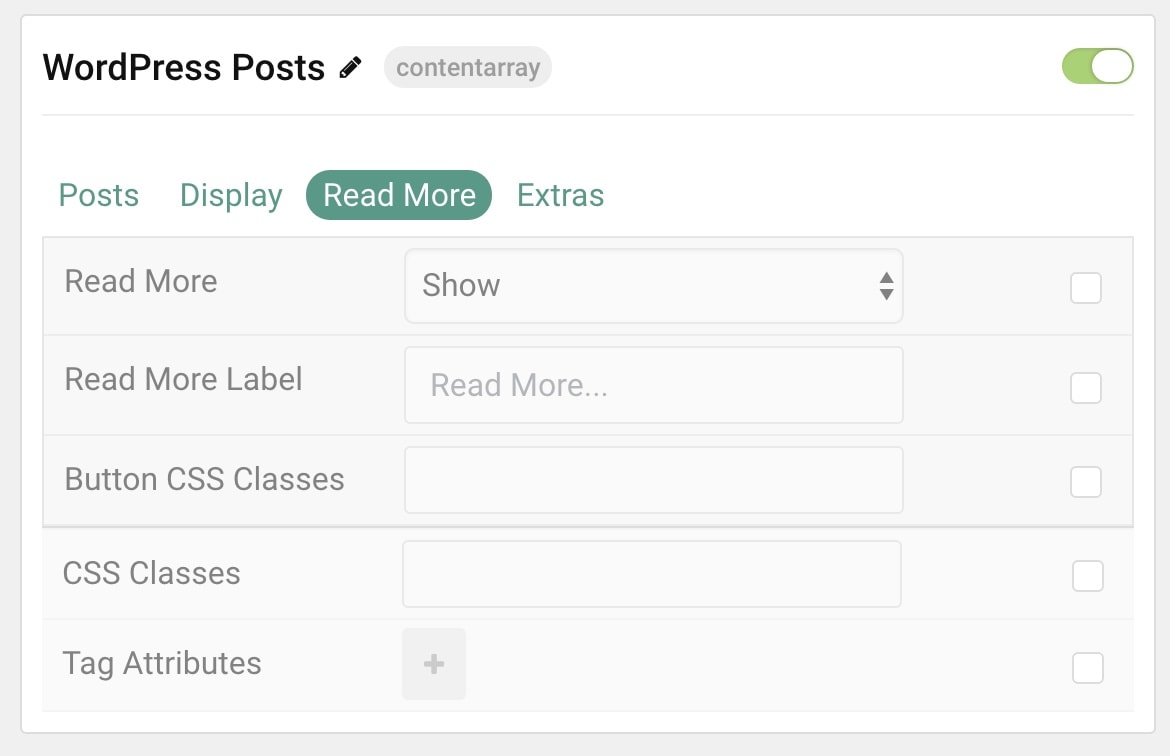 WordPress Posts contentarray
Posts Display Read More Extras
Read More Show
Read More Label Read More...
Button CSS Classes
CSS Classes
Tag Attributes